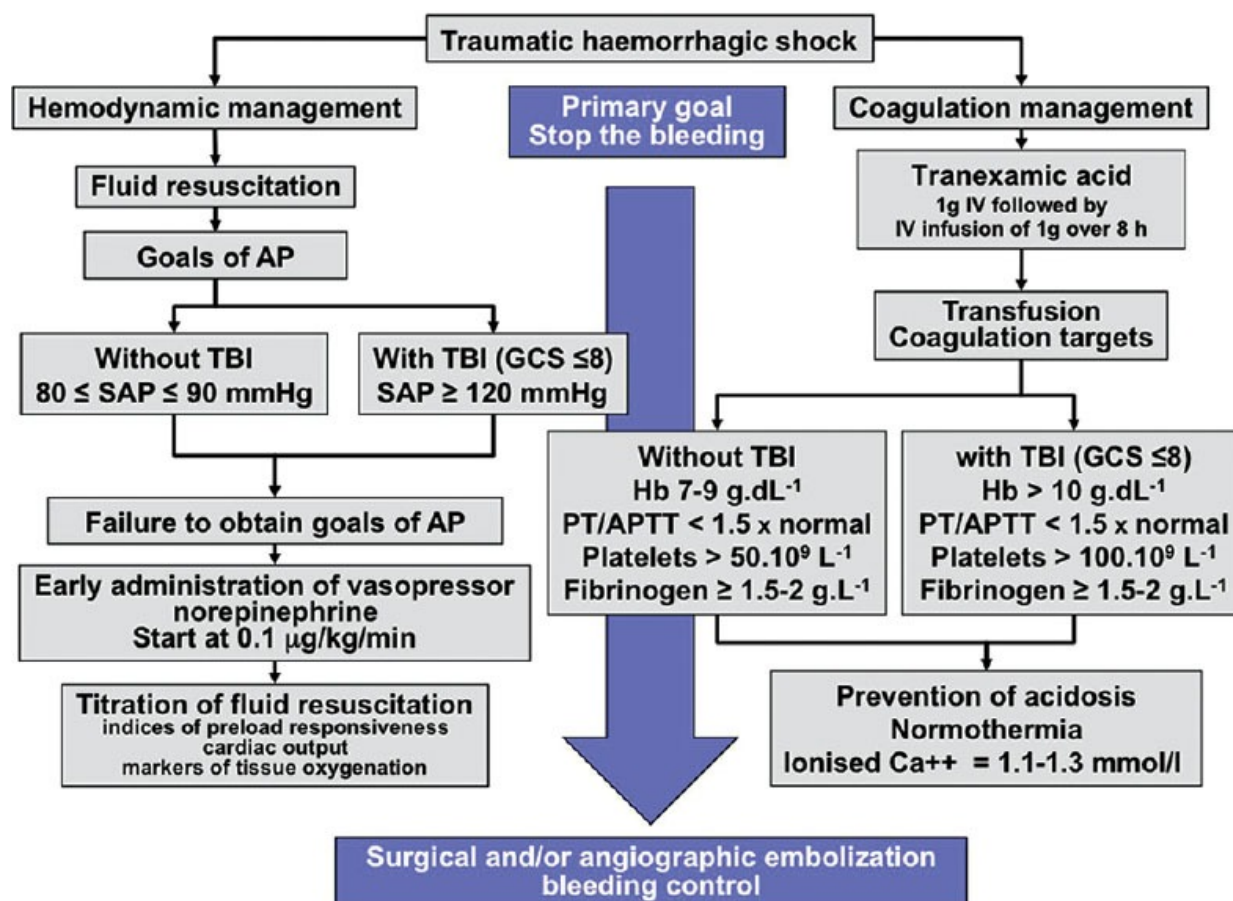 Traumatic haemorrhagic shock
Hemodynamic management
Primary goal
Stop the bleeding
Coagulation management
Fluid resuscitation
Goals of AP
Without TBI
80 ≤ SAP ≤ 90 mmHg
With TBI (GCS ≤8)
SAP ≥ 120 mmHg
Failure to obtain goals of AP
Early administration of vasopressor
norepinephrine
Start at 0.1 µg/kg/min
Titration of fluid resuscitation
indices of preload responsiveness
cardiac output
markers of tissue oxygenation
Tranexamic acid
1g IV followed by
IV infusion of 1g over 8 h
Transfusion
Coagulation targets
Without TBI
Hb 7-9 g.dL⁻¹
PT/APTT < 1.5 x normal
Platelets > 50.10⁹ L⁻¹
Fibrinogen ≥ 1.5-2 g.L⁻¹
with TBI (GCS ≤8)
Hb > 10 g.dL⁻¹
PT/APTT < 1.5 x normal
Platelets > 100.10⁹ L⁻¹
Fibrinogen ≥ 1.5-2 g.L⁻¹
Prevention of acidosis
Normothermia
Ionised Ca++ = 1.1-1.3 mmol/l
Surgical and/or angiographic embolization
bleeding control